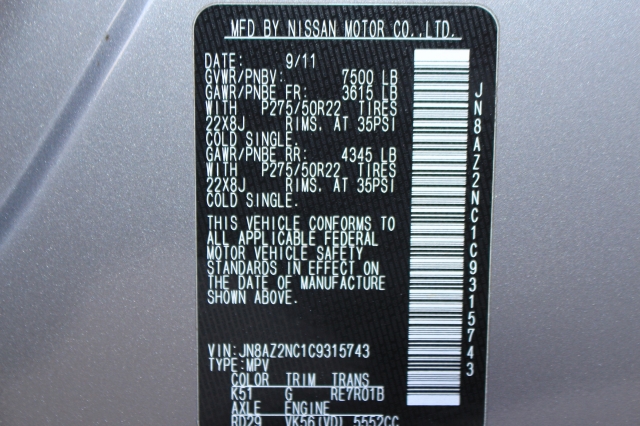 MFD BY NISSAN MOTOR CO.,LTD.
DATE: 9/11
GVWR/PNBV: 7500 LB
GAWR/PNBE FR: 3615 LB
WITH P275/50R22 TIRES
22X8J RIMS. AT 35PSI
COLD SINGLE.
GAWR/PNBE RR: 4345 LB
WITH P275/50R22 TIRES
22X8J RIMS. AT 35PSI
COLD SINGLE.
THIS VEHICLE CONFORMS TO
ALL APPLICABLE FEDERAL
MOTOR VEHICLE SAFETY
STANDARDS IN EFFECT ON
THE DATE OF MANUFACTURE
SHOWN ABOVE.
JN8AZ2NC1C9315743
VIN: JN8AZ2NC1C9315743
TYPE: MPV
COLOR TRIM TRANS
K51 G RE7R01B
AXLE ENGINE
RD29 VK56(VD) 5552CC